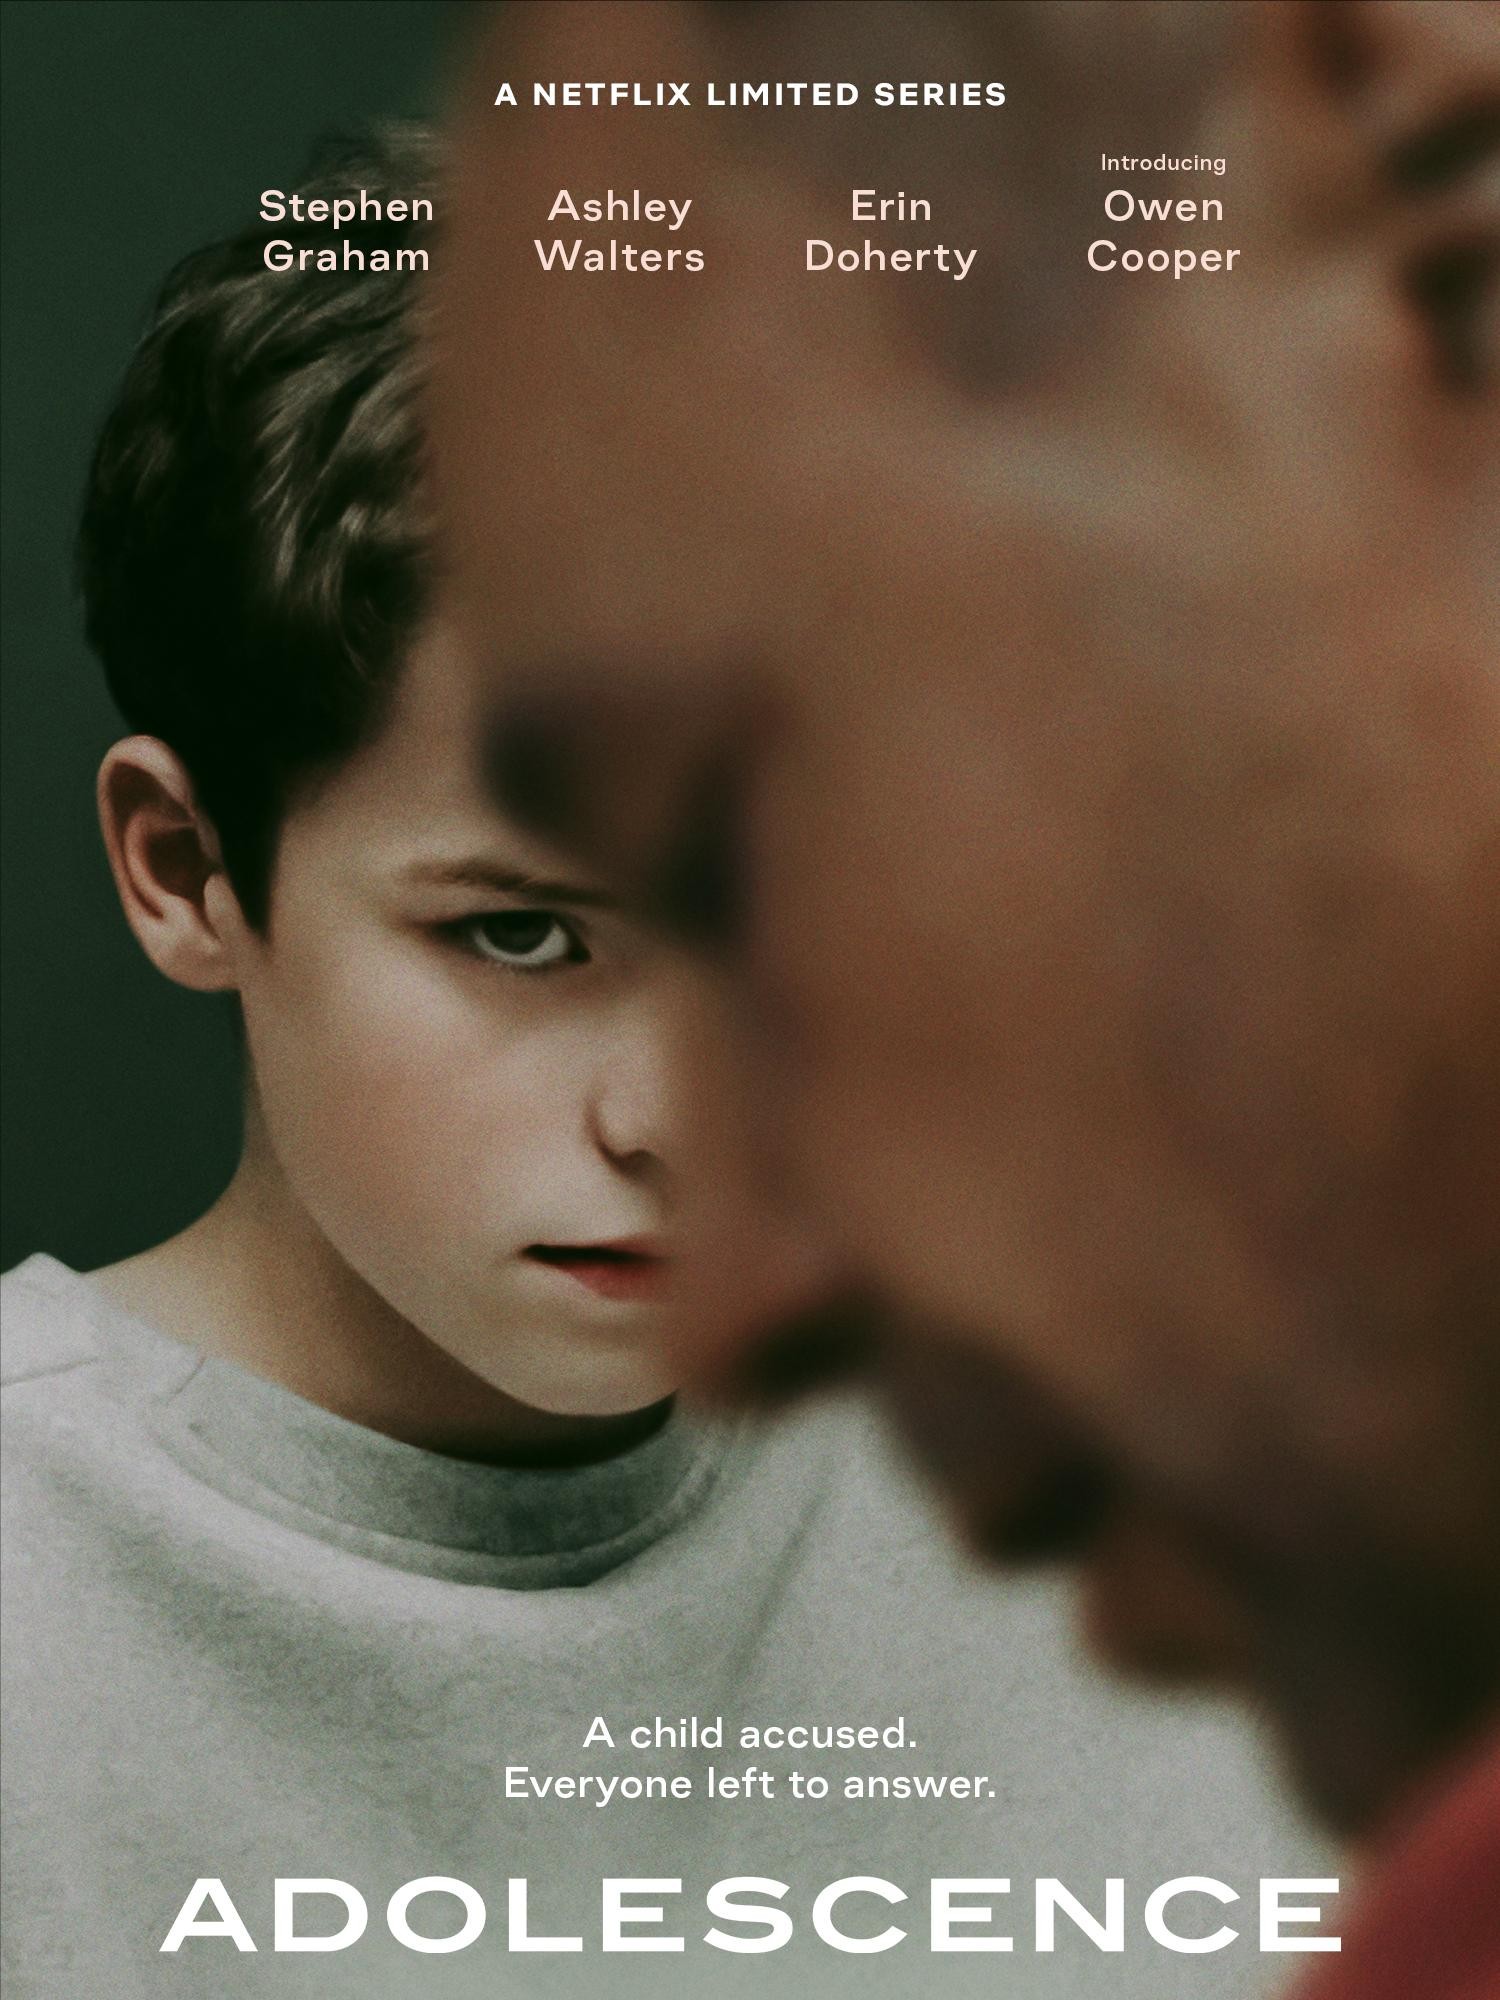 A NETFLIX LIMITED SERIES
Introducing
Stephen Graham
Ashley Walters
Erin Doherty
Owen Cooper
A child accused.
Everyone left to answer.
ADOLESCENCE